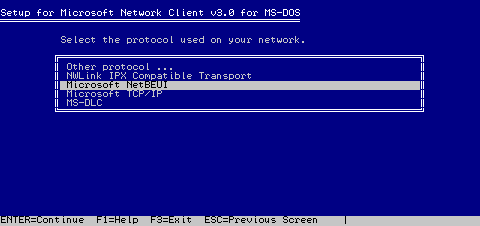 Setup for Microsoft Network Client v3.0 for MS-DOS
Select the protocol used on your network.
Other protocol ...
NWLink IPX Compatible Transport
Microsoft NetBEUI
Microsoft TCP/IP
MS-DLC
ENTER=Continue  F1=Help  F3=Exit  ESC=Previous Screen